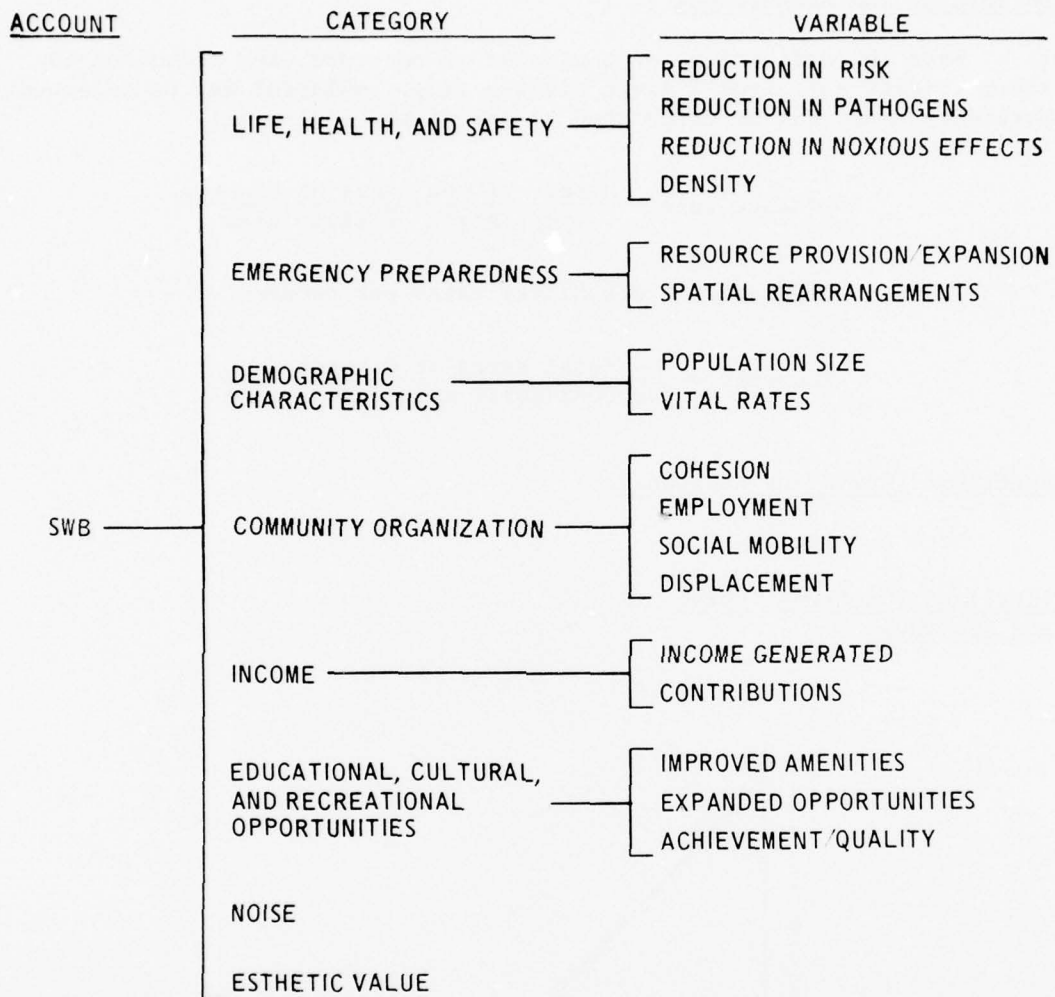 ACCOUNT CATEGORY VARIABLE
REDUCTION IN RISK
REDUCTION IN PATHOGENS
LIFE, HEALTH, AND SAFETY
REDUCTION IN NOXIOUS EFFECTS
DENSITY
EMERGENCY PREPAREDNESS
RESOURCE PROVISION/EXPANSION
SPATIAL REARRANGEMENTS
DEMOGRAPHIC
CHARACTERISTICS
POPULATION SIZE
VITAL RATES
SWB
COMMUNITY ORGANIZATION
COHESION
EMPLOYMENT
SOCIAL MOBILITY
DISPLACEMENT
INCOME
INCOME GENERATED
CONTRIBUTIONS
EDUCATIONAL, CULTURAL,
AND RECREATIONAL
OPPORTUNITIES
IMPROVED AMENITIES
EXPANDED OPPORTUNITIES
ACHIEVEMENT/QUALITY
NOISE
ESTHETIC VALUE